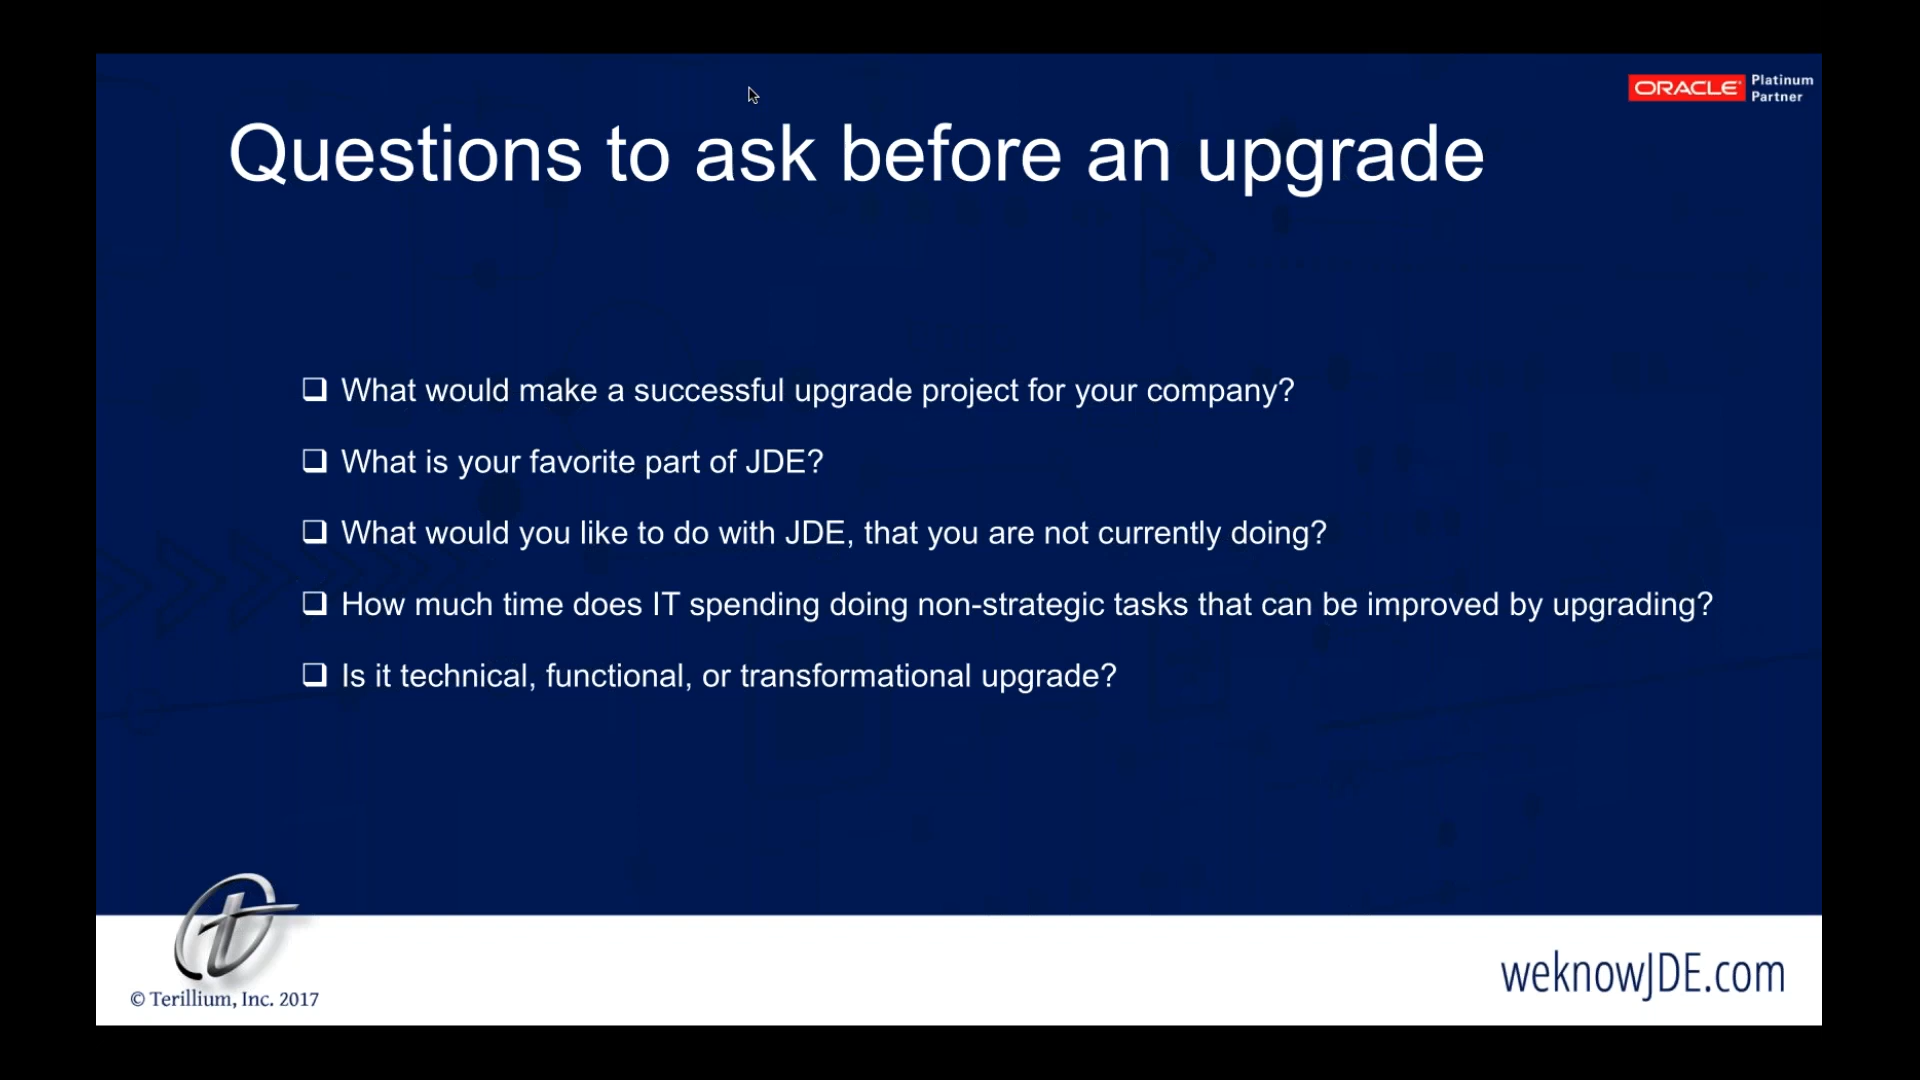 ORACLE Platinum
Partner
Questions to ask before an upgrade
❑ What would make a successful upgrade project for your company?
❑ What is your favorite part of JDE?
❑ What would you like to do with JDE, that you are not currently doing?
❑ How much time does IT spending doing non-strategic tasks that can be improved by upgrading?
❑ Is it technical, functional, or transformational upgrade?
© Terillium, Inc. 2017
weknowJDE.com